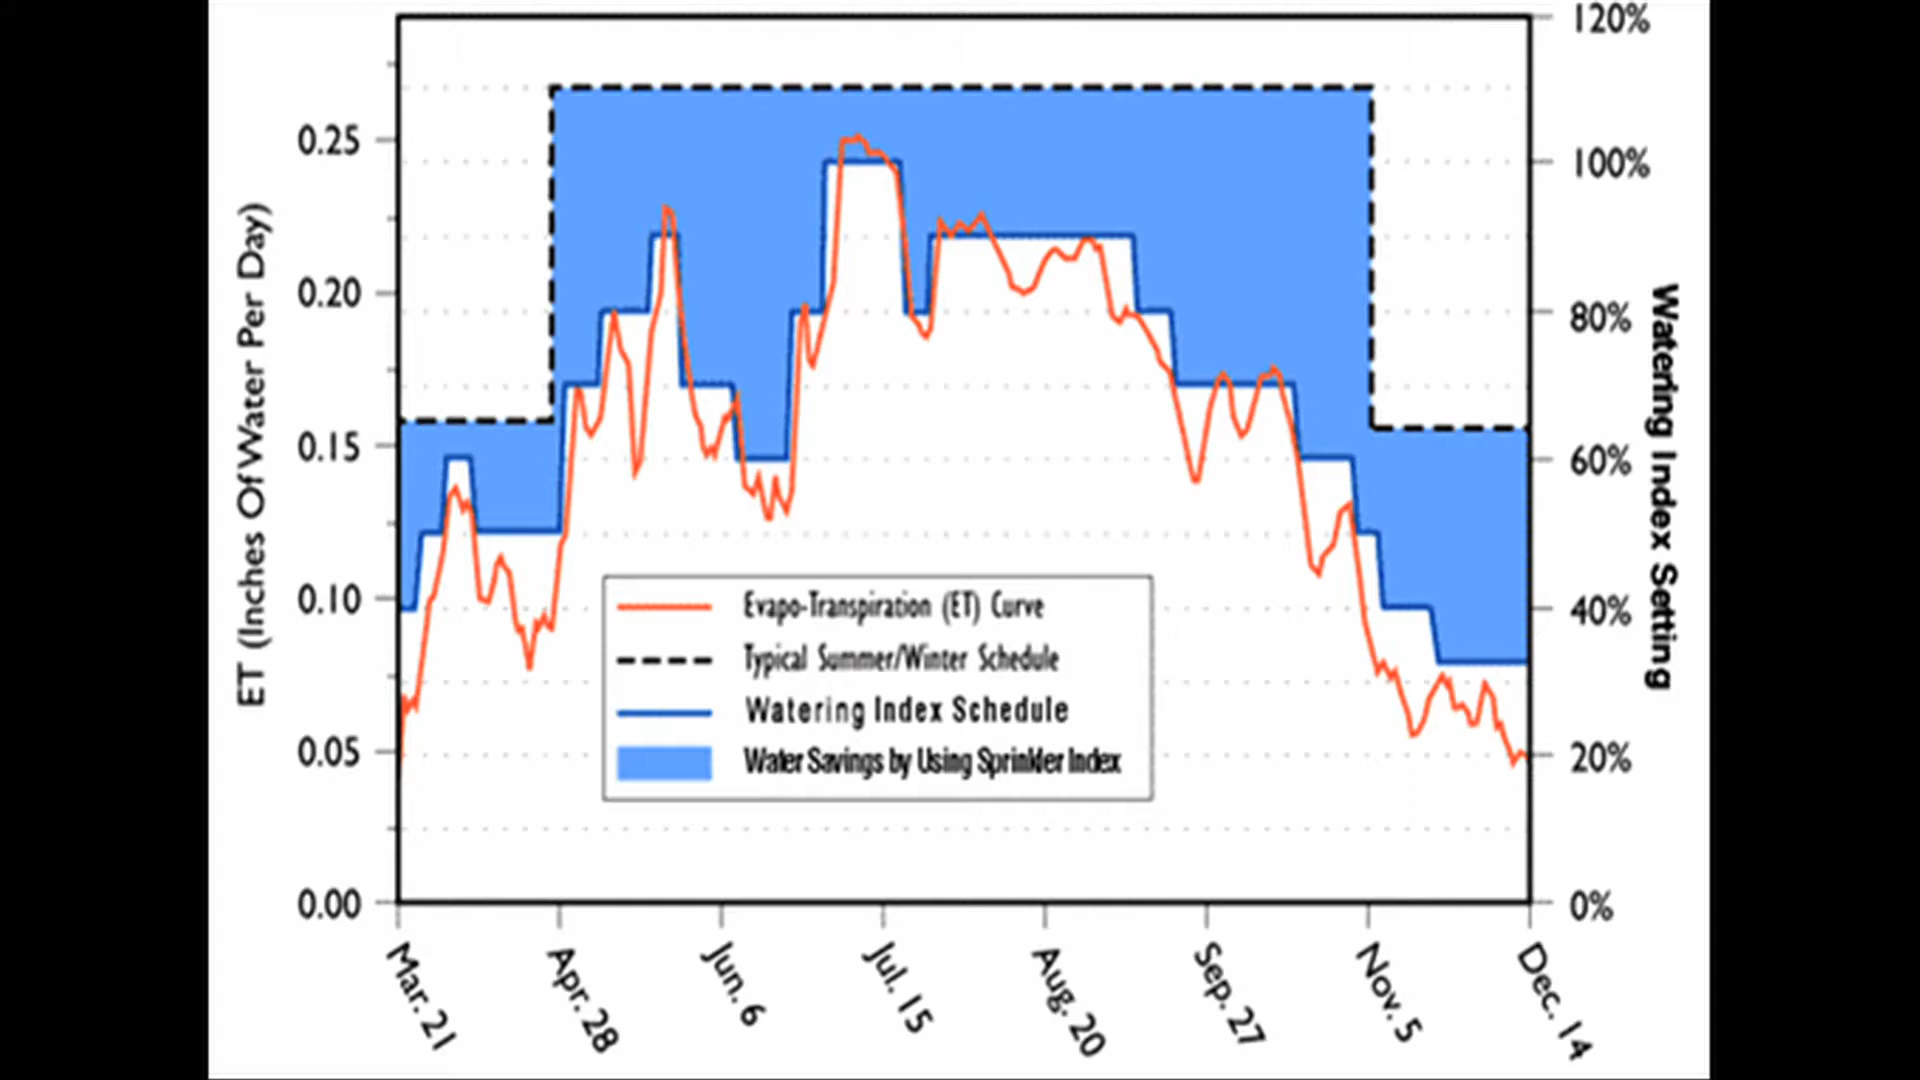 120%
0.25
100%
0.20
80%
0.15
60%
0.10
40%
0.05
20%
0.00
0%
ET (Inches Of Water Per Day)
Watering Index Setting
Evapo-Transpiration (ET) Curve
Typical Summer/Winter Schedule
Watering Index Schedule
Water Savings by Using Sprinkler Index
Mar. 21
Apr. 28
Jun. 6
Jul. 15
Aug. 20
Sep. 27
Nov. 5
Dec. 14